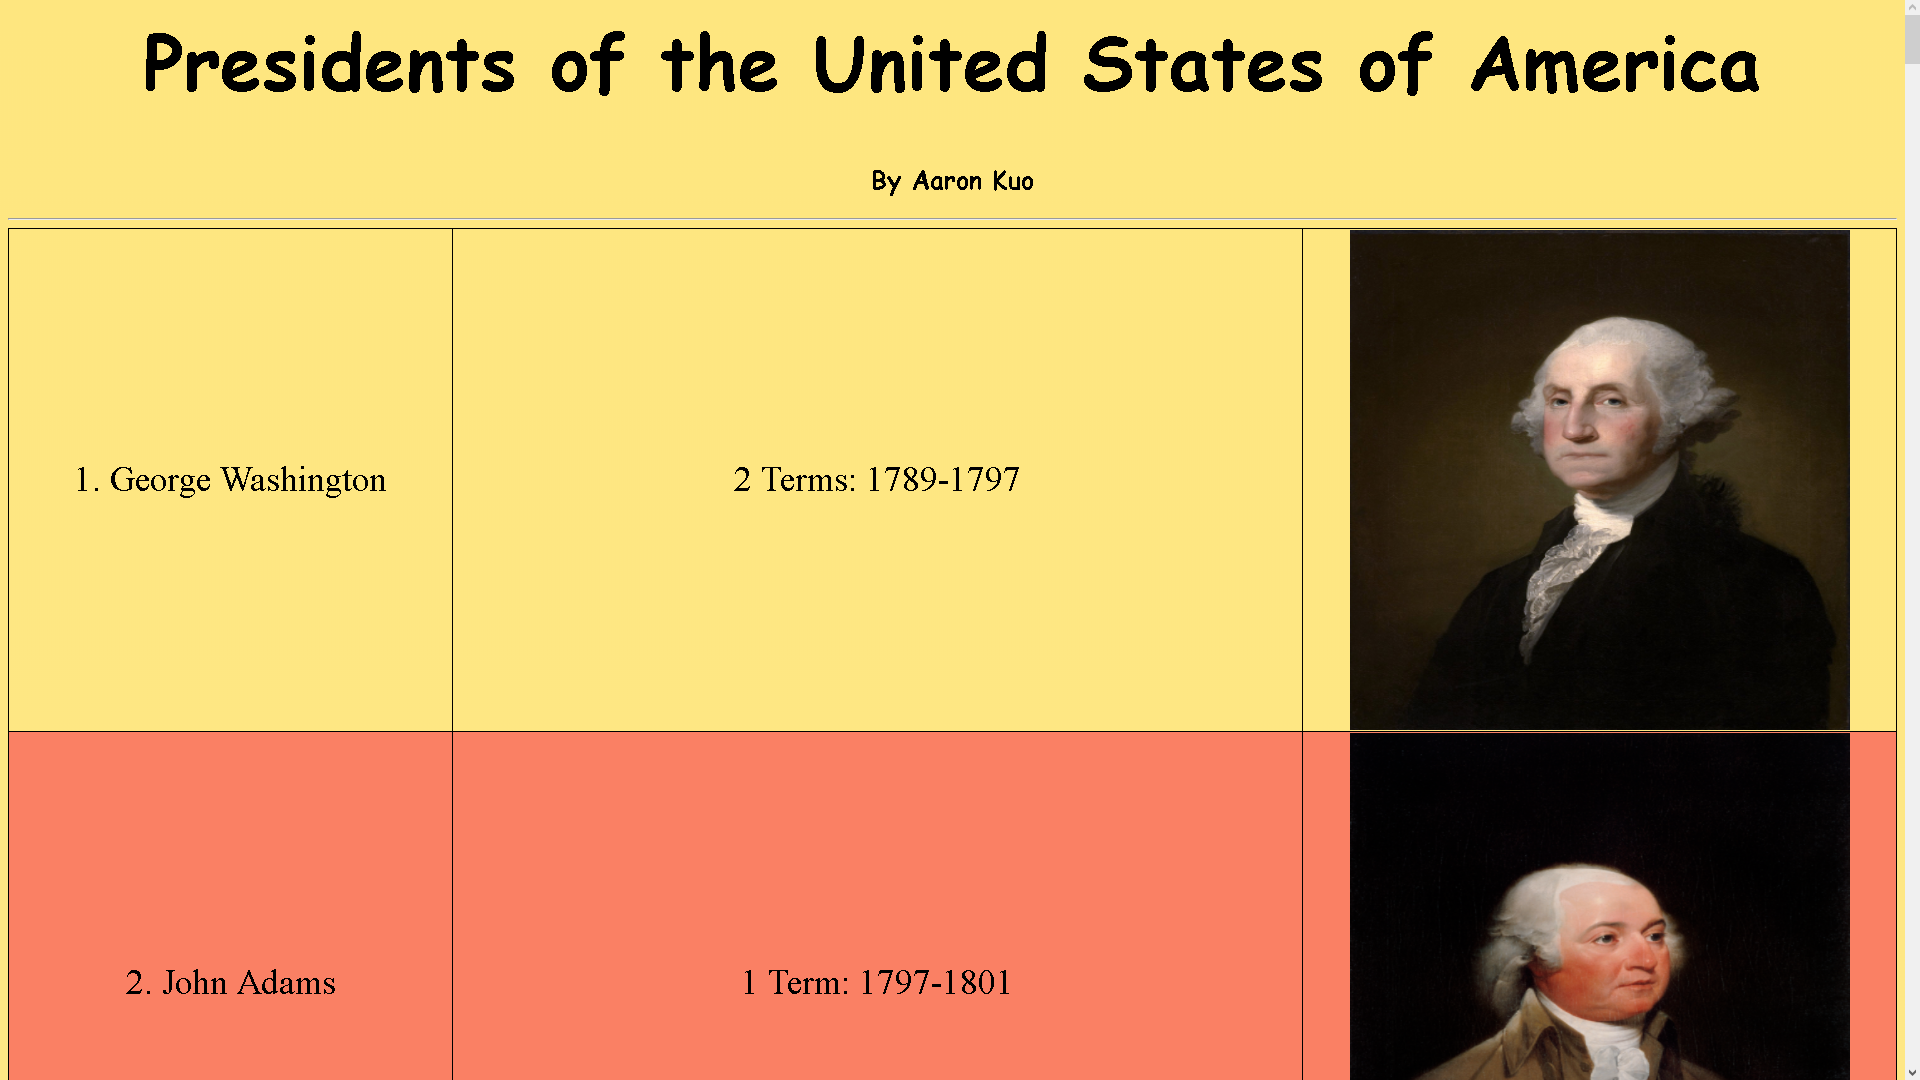 Presidents of the United States of America
By Aaron Kuo
1. George Washington
2 Terms: 1789-1797
2. John Adams
1 Term: 1797-1801